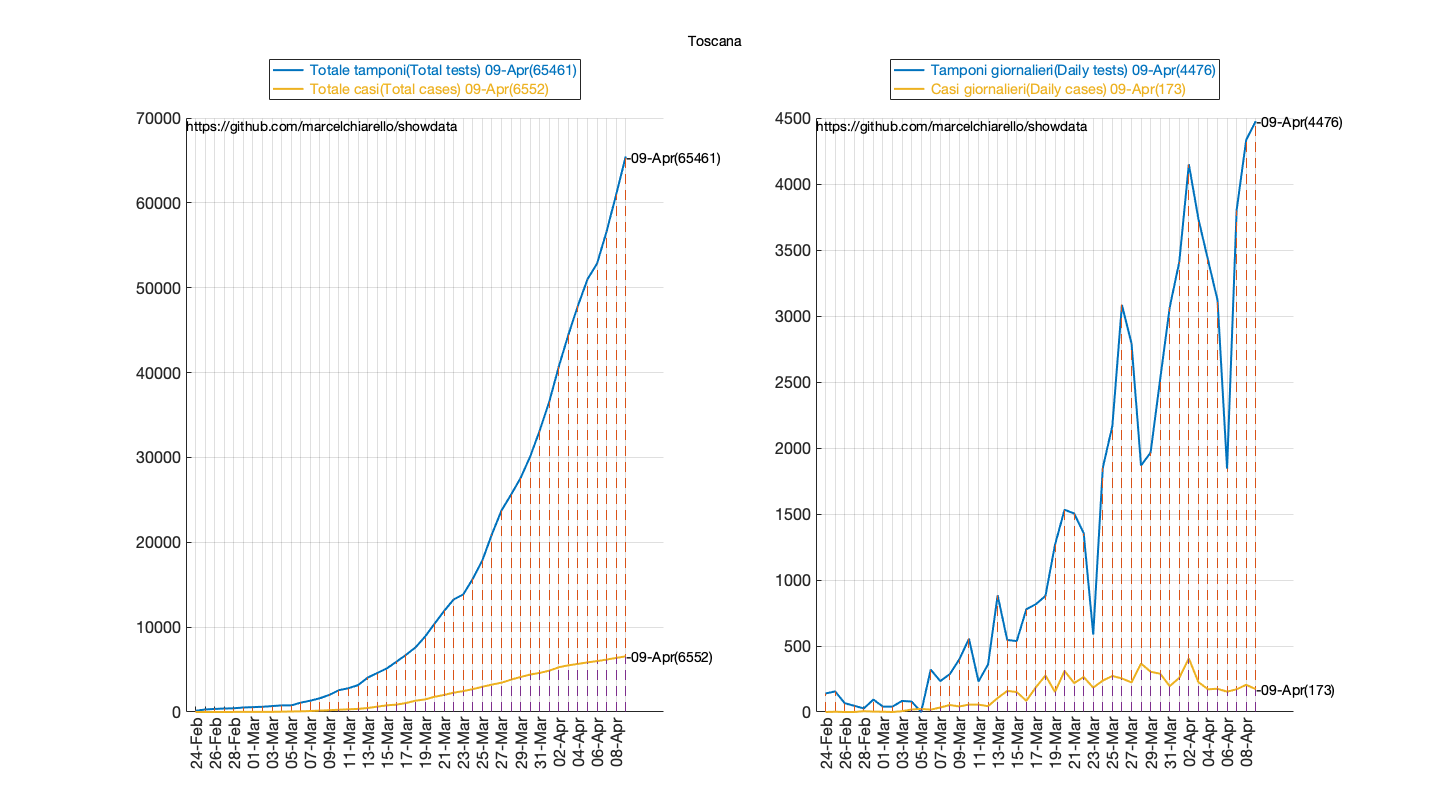 Toscana
Totale tamponi(Total tests) 09-Apr(65461)
Totale casi(Total cases) 09-Apr(6552)
https://github.com/marcelchiarello/showdata
70000
60000
50000
40000
30000
20000
10000
0
-09-Apr(65461)
-09-Apr(6552)
24-Feb
26-Feb
28-Feb
01-Mar
03-Mar
05-Mar
07-Mar
09-Mar
11-Mar
13-Mar
15-Mar
17-Mar
19-Mar
21-Mar
23-Mar
25-Mar
27-Mar
29-Mar
31-Mar
02-Apr
04-Apr
06-Apr
08-Apr
Tamponi giornalieri(Daily tests) 09-Apr(4476)
Casi giornalieri(Daily cases) 09-Apr(173)
https://github.com/marcelchiarello/showdata
4500
4000
3500
3000
2500
2000
1500
1000
500
0
-09-Apr(4476)
-09-Apr(173)
24-Feb
26-Feb
28-Feb
01-Mar
03-Mar
05-Mar
07-Mar
09-Mar
11-Mar
13-Mar
15-Mar
17-Mar
19-Mar
21-Mar
23-Mar
25-Mar
27-Mar
29-Mar
31-Mar
02-Apr
04-Apr
06-Apr
08-Apr